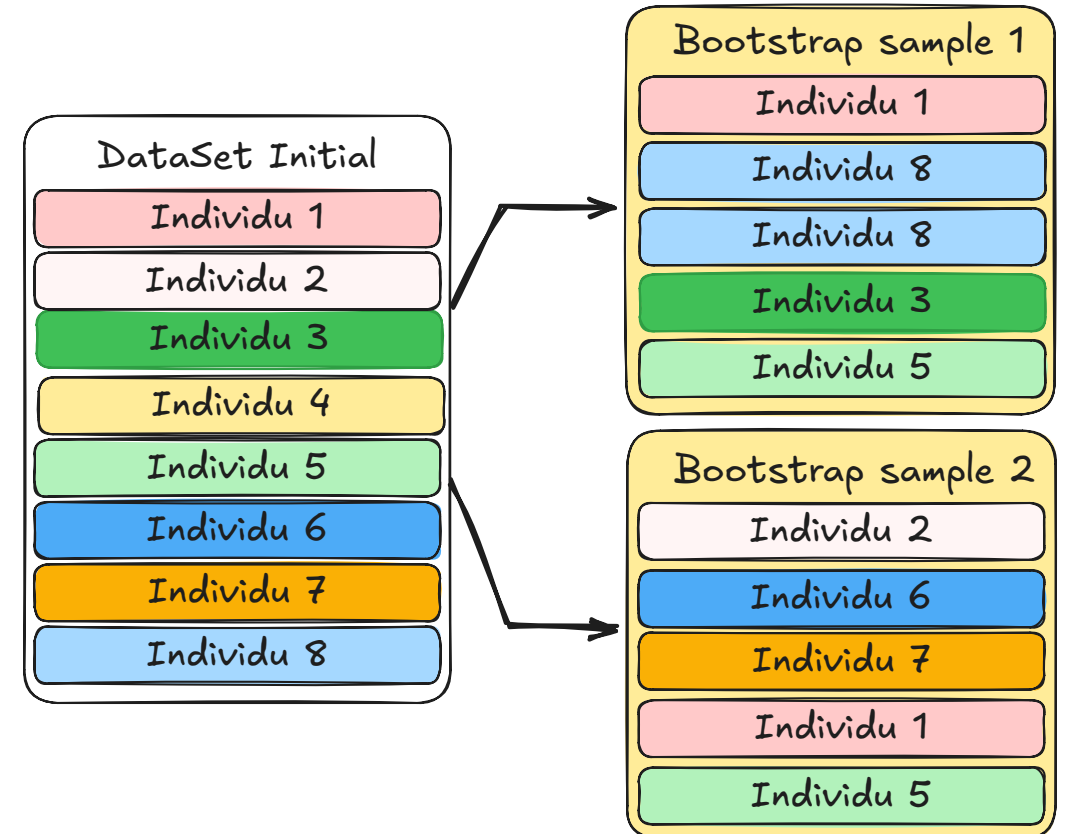 DataSet Initial
Individu 1
Individu 2
Individu 3
Individu 4
Individu 5
Individu 6
Individu 7
Individu 8
Bootstrap sample 1
Individu 1
Individu 8
Individu 8
Individu 3
Individu 5
Bootstrap sample 2
Individu 2
Individu 6
Individu 7
Individu 1
Individu 5